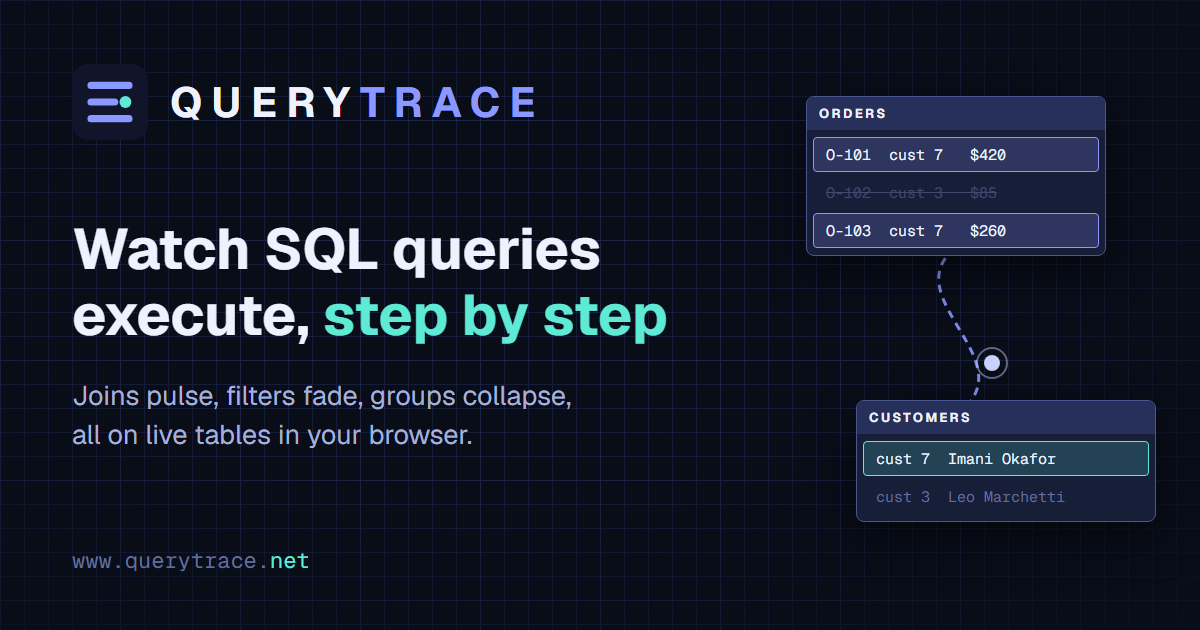 QUERYTRACE
Watch SQL queries
execute, step by step
Joins pulse, filters fade, groups collapse,
all on live tables in your browser.
www.querytrace.net
ORDERS
O-101 cust 7 $420
O-102 cust 3 $85
O-103 cust 7 $260
CUSTOMERS
cust 7 Imani Okafor
cust 3 Leo Marchetti